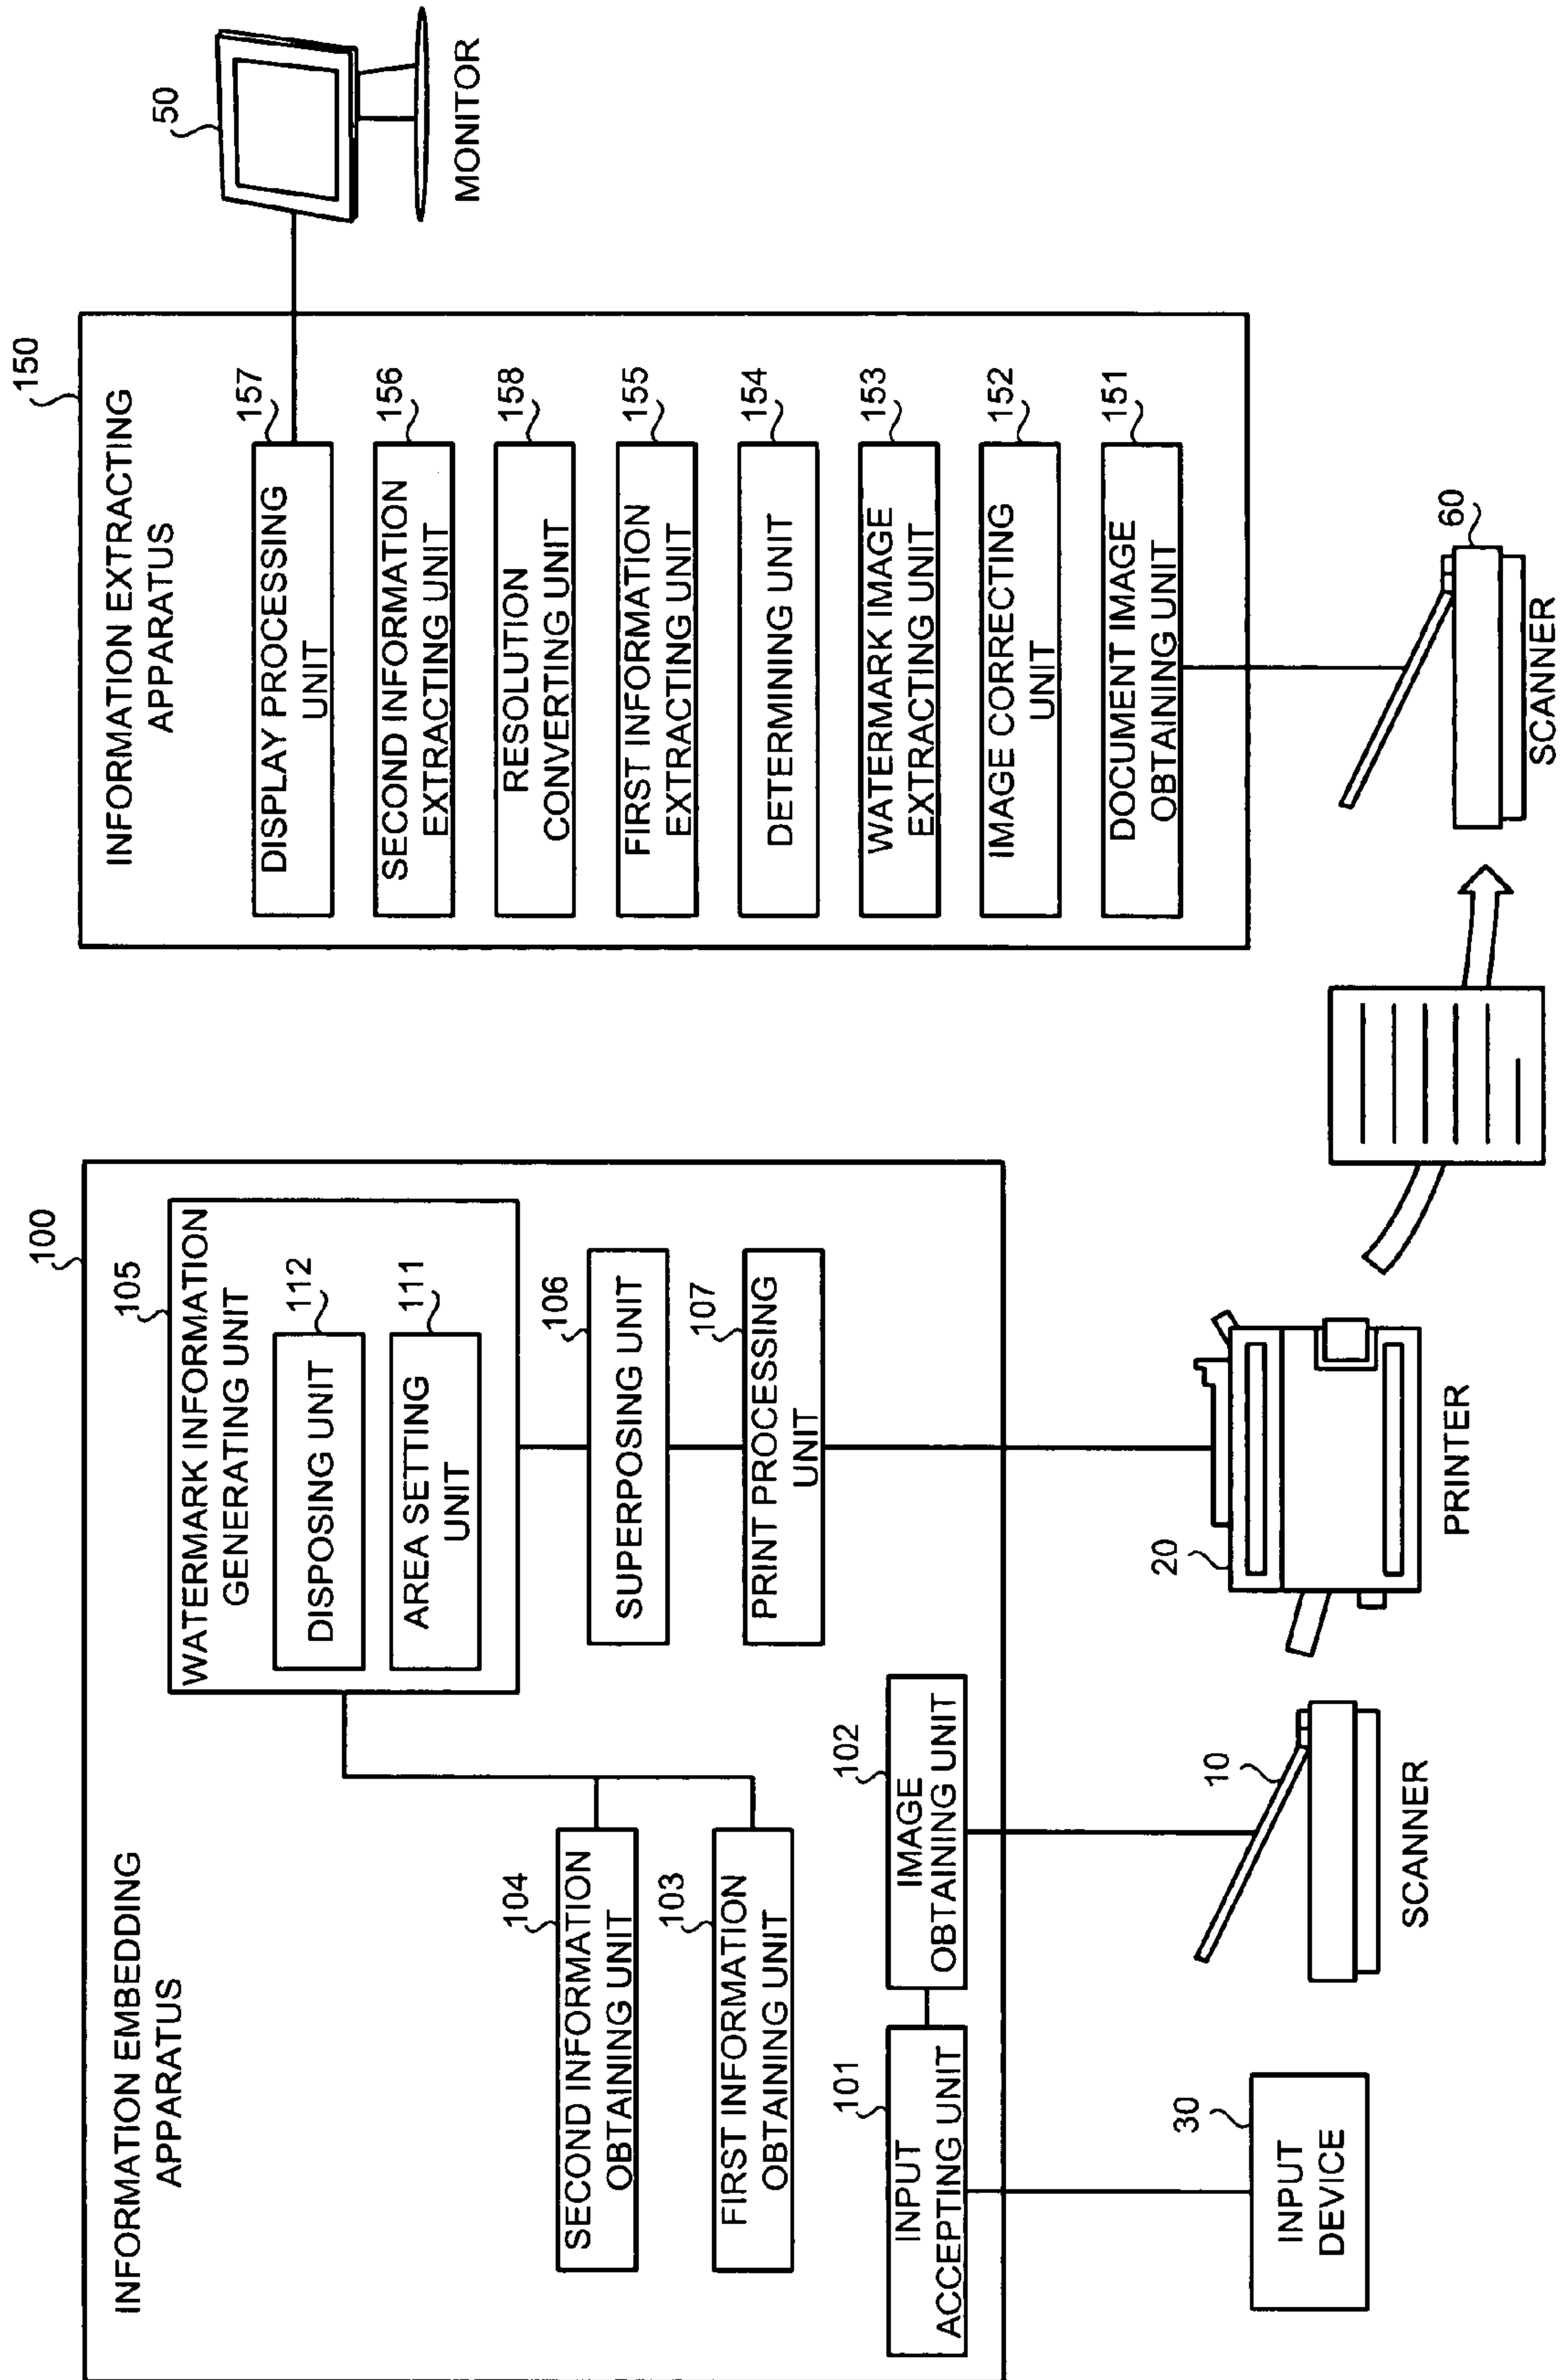 INFORMATION EMBEDDING
APPARATUS
100
105
WATERMARK INFORMATION
GENERATING UNIT
112
DISPOSING UNIT
111
AREA SETTING
UNIT
104
SECOND INFORMATION
OBTAINING UNIT
103
FIRST INFORMATION
OBTAINING UNIT
106
SUPERPOSING UNIT
107
PRINT PROCESSING
UNIT
101
INPUT
ACCEPTING UNIT
102
IMAGE
OBTAINING UNIT
30
INPUT
DEVICE
10
SCANNER
20
PRINTER
150
INFORMATION EXTRACTING
APPARATUS
157
DISPLAY PROCESSING
UNIT
156
SECOND INFORMATION
EXTRACTING UNIT
158
RESOLUTION
CONVERTING UNIT
155
FIRST INFORMATION
EXTRACTING UNIT
154
DETERMINING UNIT
153
WATERMARK IMAGE
EXTRACTING UNIT
152
IMAGE CORRECTING
UNIT
151
DOCUMENT IMAGE
OBTAINING UNIT
50
MONITOR
60
SCANNER